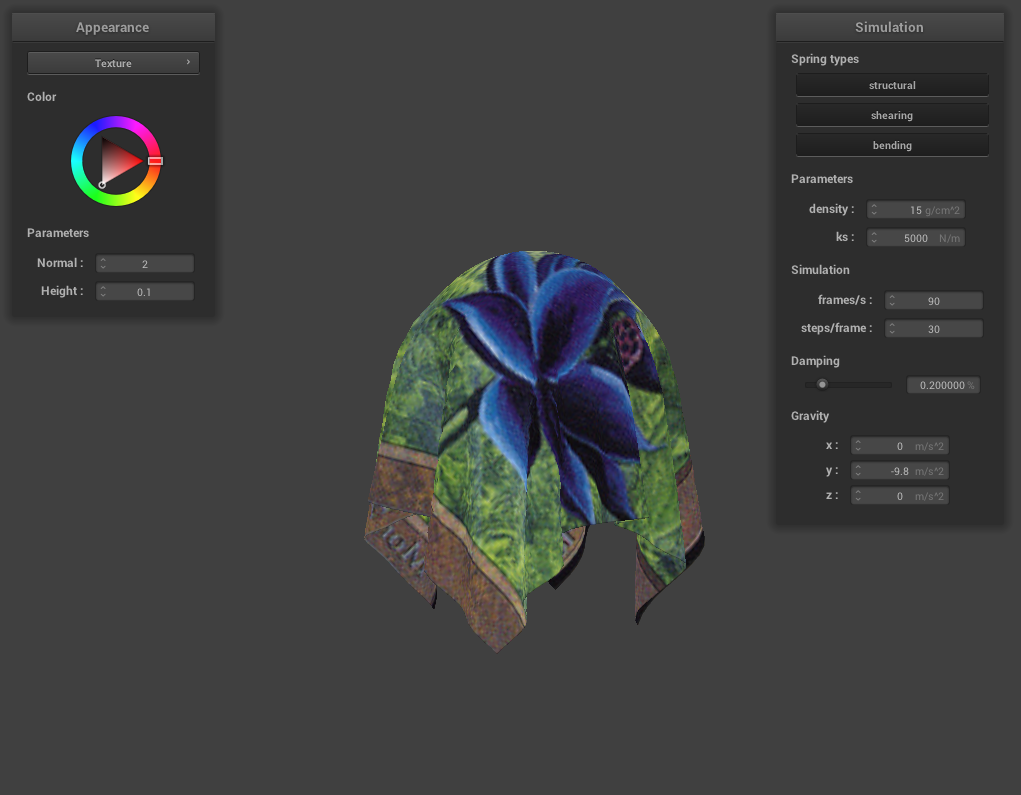 Appearance
Texture ›
Color
Parameters
Normal : 2
Height : 0.1
Simulation
Spring types
structural
shearing
bending
Parameters
density : 15 g/cm^2
ks : 5000 N/m
Simulation
frames/s : 90
steps/frame : 30
Damping
0.200000 %
Gravity
x : 0 m/s^2
y : -9.8 m/s^2
z : 0 m/s^2